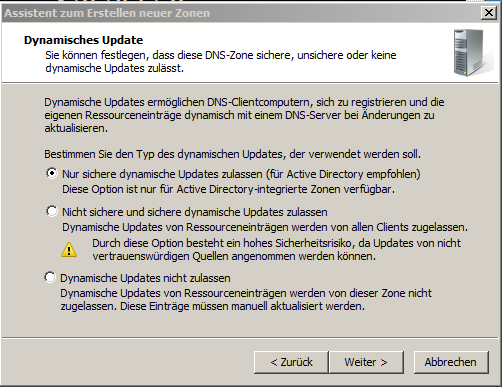 Assistent zum Erstellen neuer Zonen
Dynamisches Update
Sie können festlegen, dass diese DNS-Zone sichere, unsichere oder keine
dynamische Updates zulässt.
Dynamische Updates ermöglichen DNS-Clientcomputern, sich zu registrieren und die
eigenen Ressourceneinträge dynamisch mit einem DNS-Server bei Änderungen zu
aktualisieren.
Bestimmen Sie den Typ des dynamischen Updates, der verwendet werden soll.
Nur sichere dynamische Updates zulassen (für Active Directory empfohlen)
Diese Option ist nur für Active Directory-integrierte Zonen verfügbar.
Nicht sichere und sichere dynamische Updates zulassen
Dynamische Updates von Ressourceneinträgen werden von allen Clients zugelassen.
Durch diese Option besteht ein hohes Sicherheitsrisiko, da Updates von nicht
vertrauenswürdigen Quellen angenommen werden können.
Dynamische Updates nicht zulassen
Dynamische Updates von Ressourceneinträgen werden von dieser Zone nicht
zugelassen. Diese Einträge müssen manuell aktualisiert werden.
< Zurück Weiter > Abbrechen